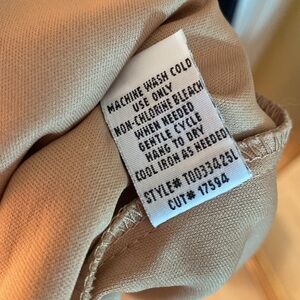 MACHINE WASH COLD
USE ONLY
NON-CHLORINE BLEACH
WHEN NEEDED
GENTLE CYCLE
HANG TO DRY
COOL IRON AS NEEDED
STYLE# T003342SL
CUT# 17594